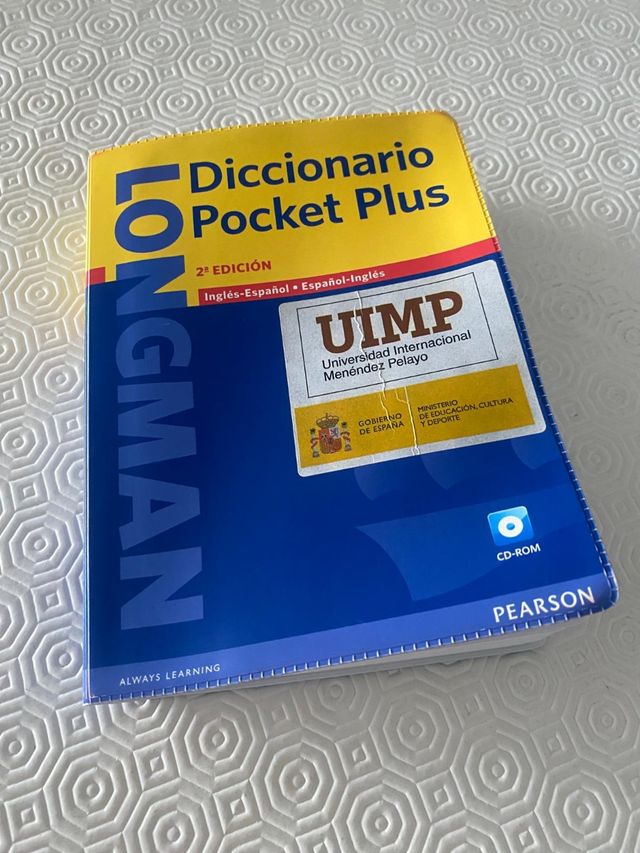 LONGMAN
Diccionario
Pocket Plus
2ª EDICIÓN
Inglés-Español • Español-Inglés
UIMP
Universidad Internacional
Menéndez Pelayo
GOBIERNO
DE ESPAÑA
MINISTERIO
DE EDUCACIÓN, CULTURA
Y DEPORTE
CD-ROM
PEARSON
ALWAYS LEARNING